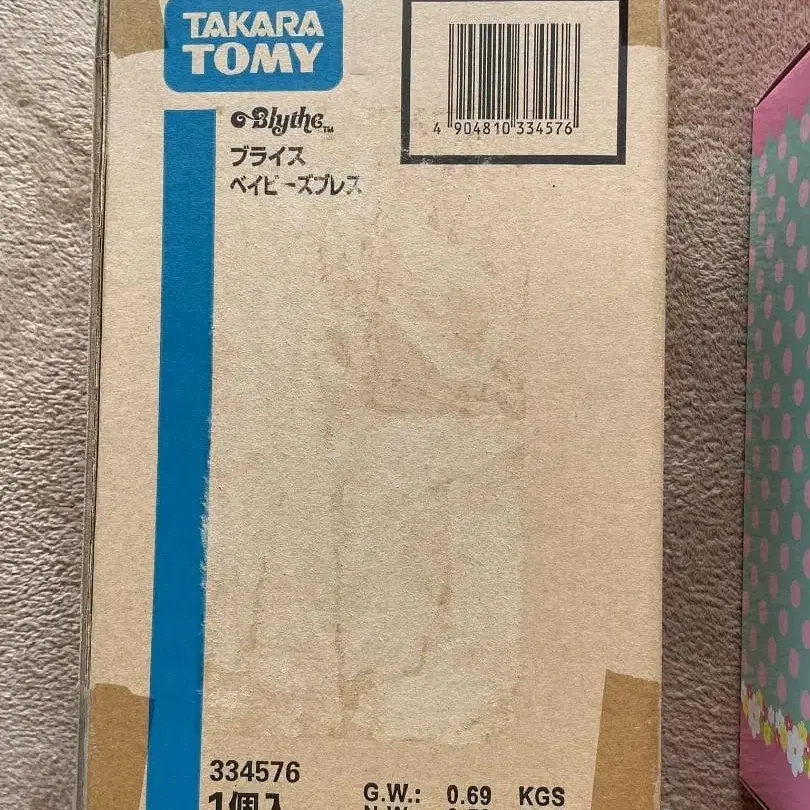 TAKARA
TOMY
4 904810 334576
Blythe™
ブライス
ベイビーズブレス
334576
1個入
G.W.: 0.69 KGS
N.W.: